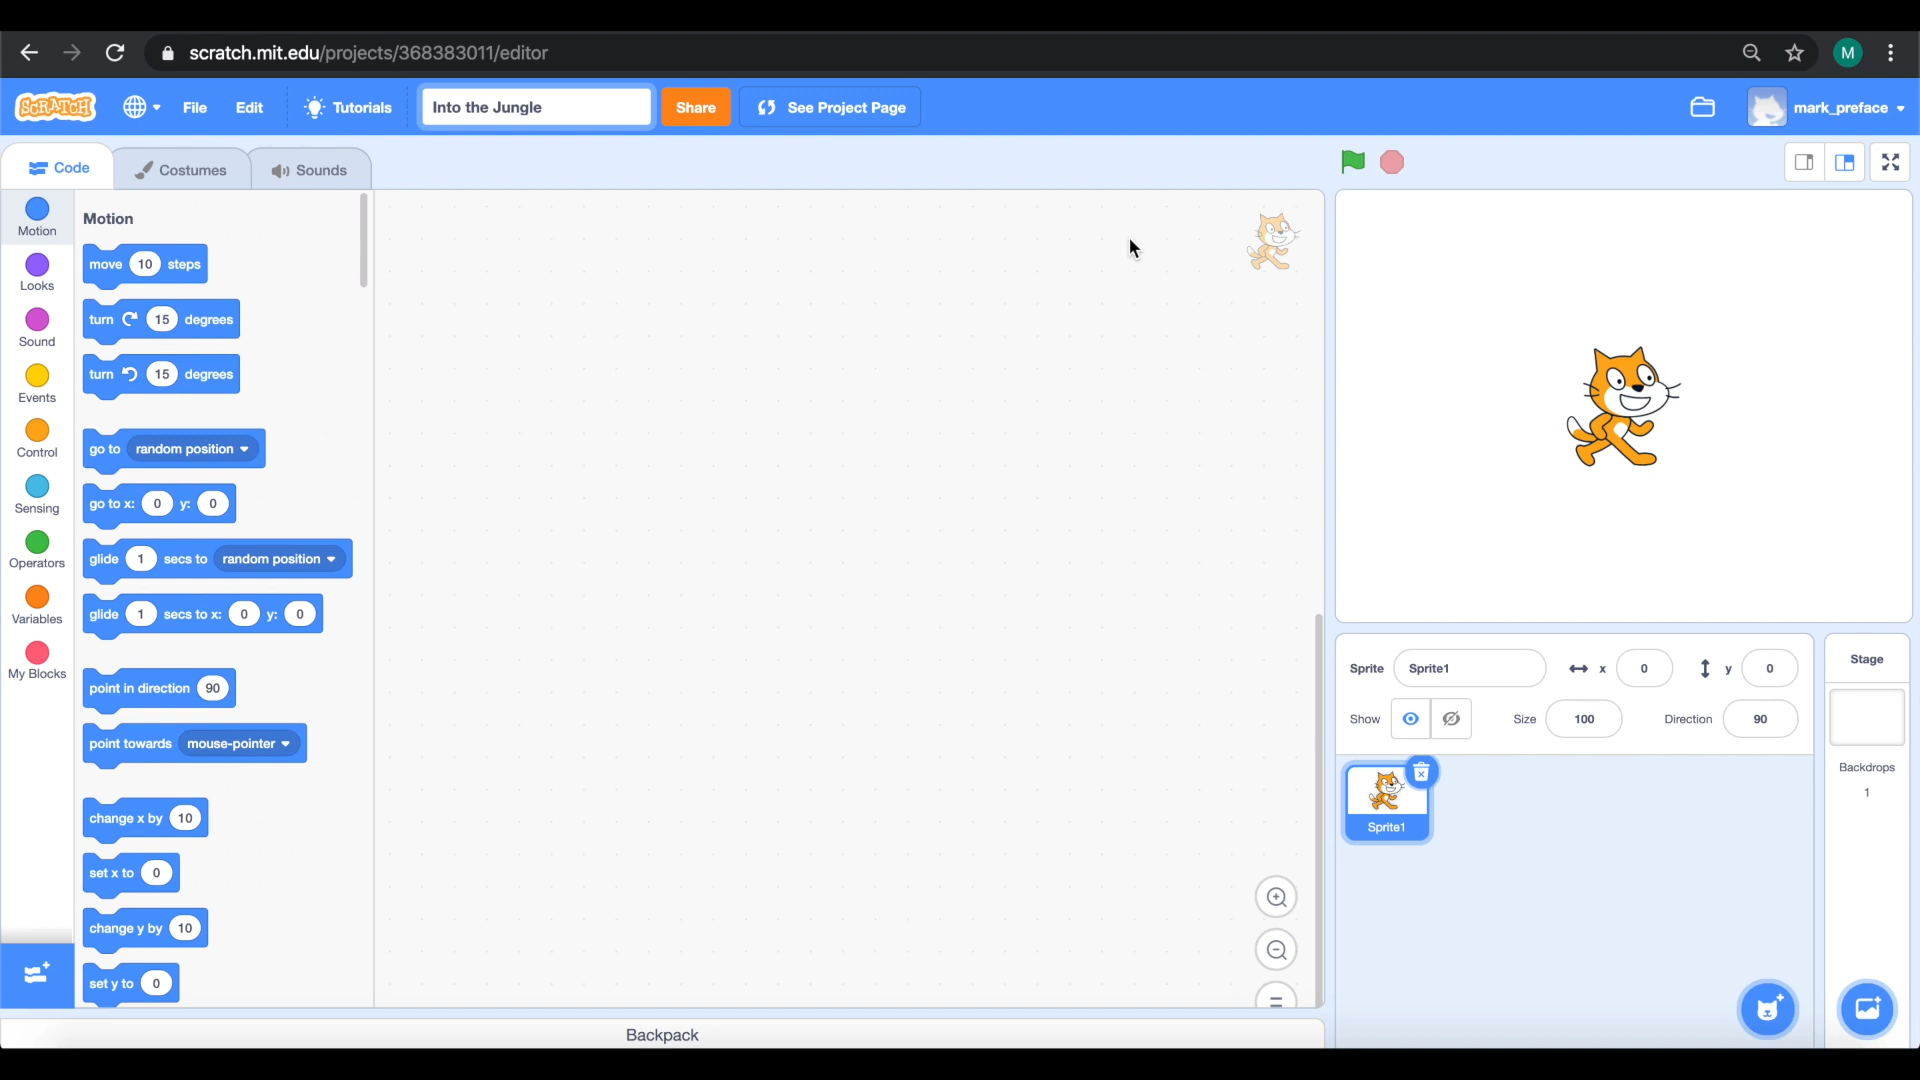 scratch.mit.edu/projects/368383011/editor
M
SCRATCH
File
Edit
Tutorials
Into the Jungle
Share
See Project Page
mark_preface
Code
Costumes
Sounds
Motion
Looks
Sound
Events
Control
Sensing
Operators
Variables
My Blocks
Motion
move 10 steps
turn 15 degrees
turn 15 degrees
go to random position
go to x: 0 y: 0
glide 1 secs to random position
glide 1 secs to x: 0 y: 0
point in direction 90
point towards mouse-pointer
change x by 10
set x to 0
change y by 10
set y to 0
Backpack
Sprite Sprite1 x 0 y 0
Show Size 100 Direction 90
Sprite1
Stage
Backdrops
1